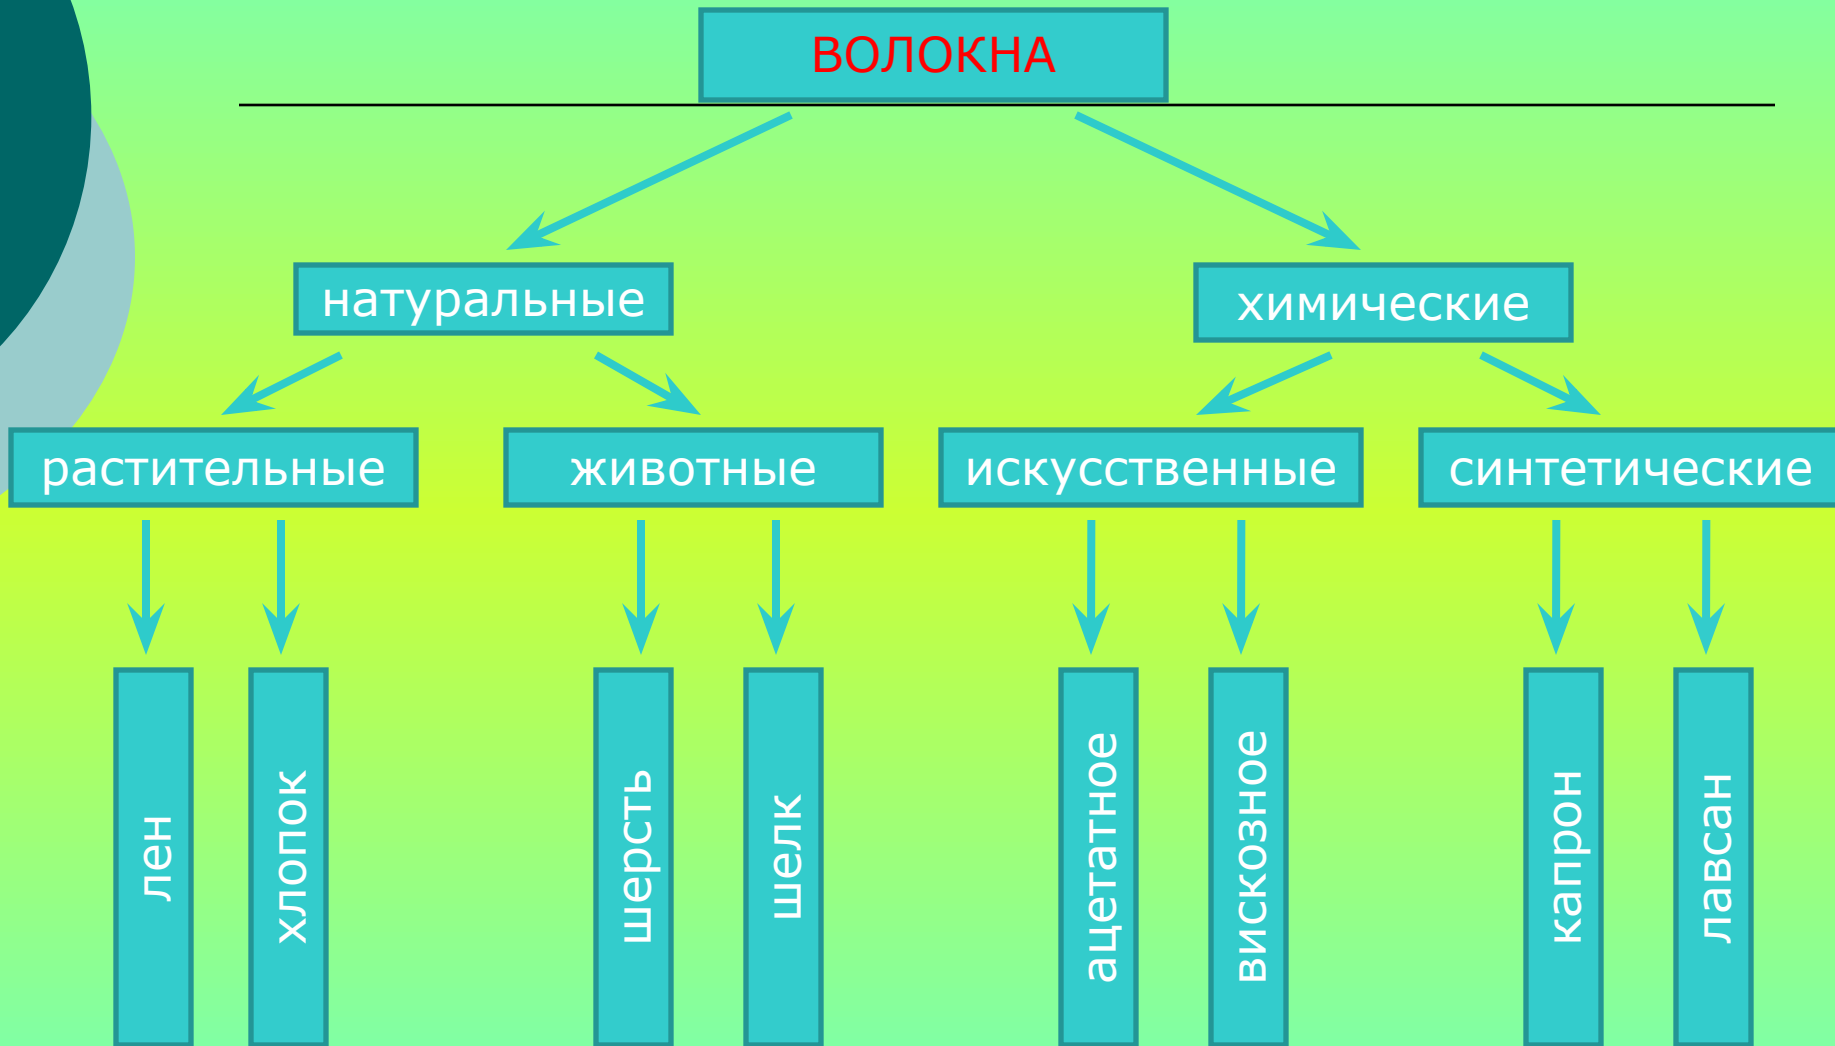 ВОЛОКНА
натуральные
химические
растительные
животные
искусственные
синтетические
лен
хлопок
шерсть
шелк
ацетатное
вискозное
капрон
лавсан